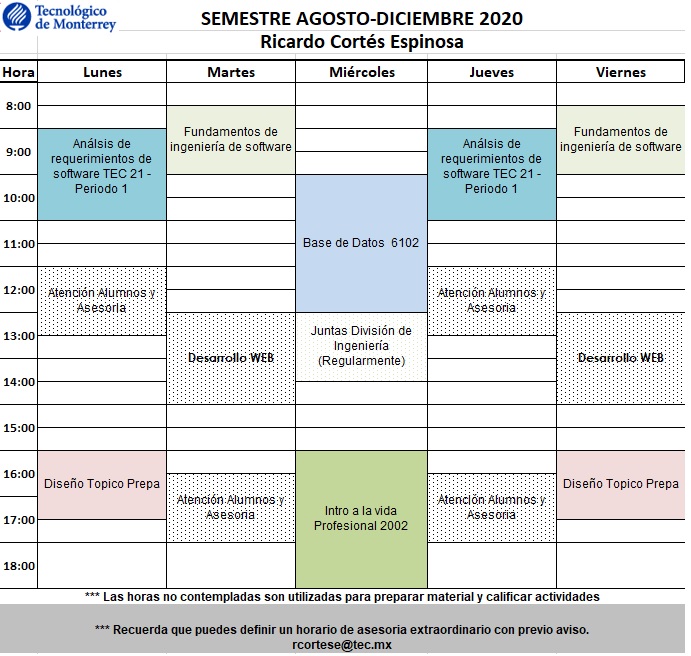 Tecnológico
de Monterrey
SEMESTRE AGOSTO-DICIEMBRE 2020
Ricardo Cortés Espinosa
Hora Lunes Martes Miércoles Jueves Viernes
8:00
9:00
10:00
11:00
12:00
13:00
14:00
15:00
16:00
17:00
18:00
Análsis de
requerimientos de
software TEC 21 -
Periodo 1
Atención Alumnos y
Asesoria
Diseño Topico Prepa
Fundamentos de
ingeniería de software
Desarrollo WEB
Atención Alumnos y
Asesoria
Base de Datos 6102
Juntas División de
Ingeniería
(Regularmente)
Intro a la vida
Profesional 2002
Análsis de
requerimientos de
software TEC 21 -
Periodo 1
Atención Alumnos y
Asesoria
Atención Alumnos y
Asesoria
Fundamentos de
ingeniería de software
Desarrollo WEB
Diseño Topico Prepa
*** Las horas no contempladas son utilizadas para preparar material y calificar actividades
*** Recuerda que puedes definir un horario de asesoria extraordinario con previo aviso.
rcortese@tec.mx